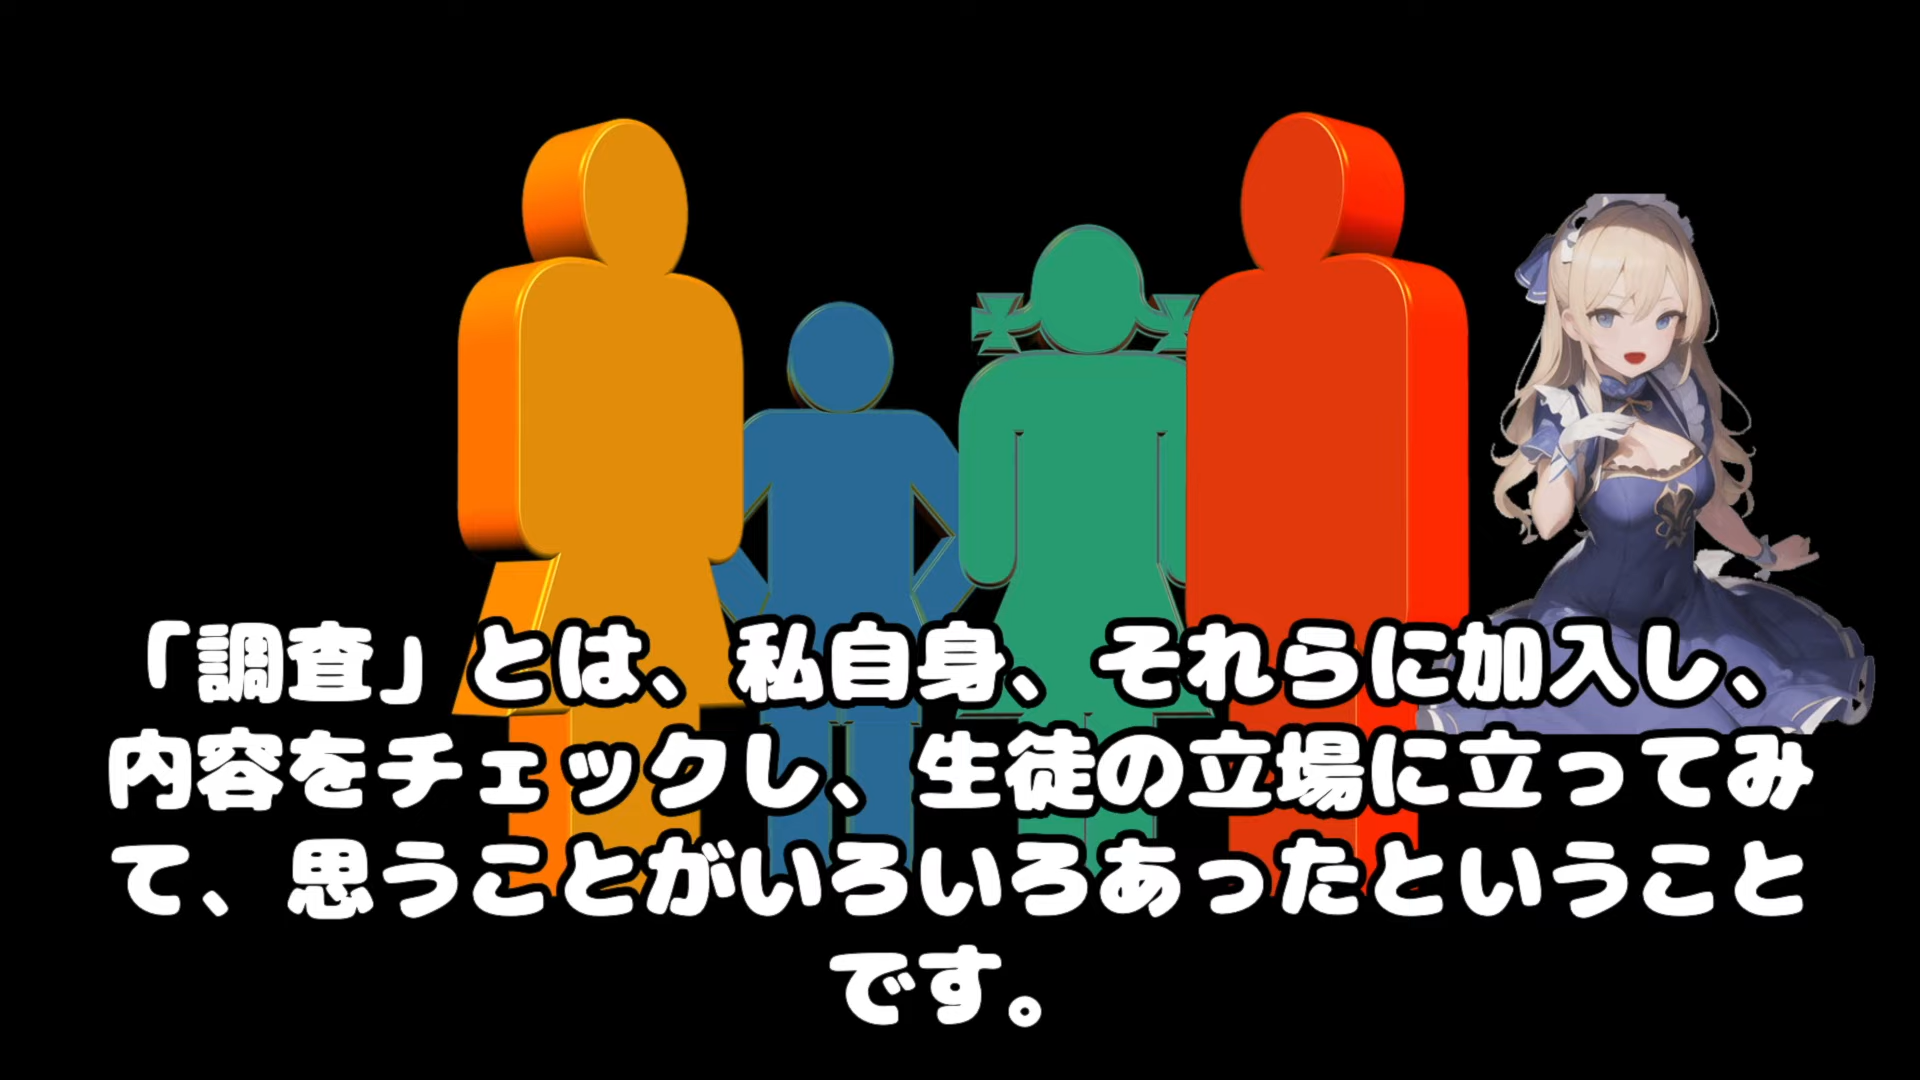 「調査」とは、私自身、それらに加入し、
内容をチェックし、生徒の立場に立ってみ
て、思うことがいろいろあったということ
です。